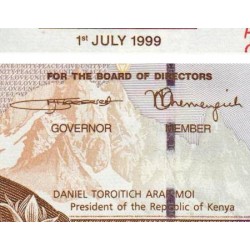 1ST JULY 1999
FOR THE BOARD OF DIRECTORS
GOVERNOR MEMBER
DANIEL TOROITICH ARAP MOI
President of the Republic of Kenya